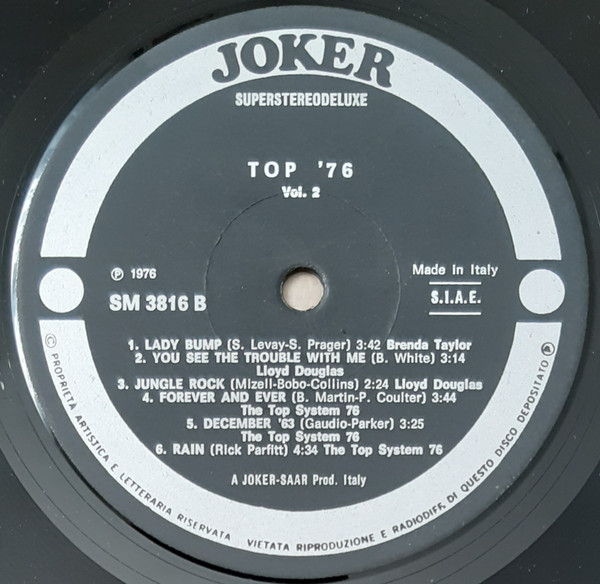 JOKER
SUPERSTEREODELUXE
TOP '76
Vol. 2
℗ 1976
SM 3816 B
Made In Italy
S.I.A.E.
1. LADY BUMP (S. Levay-S. Prager) 3:42 Brenda Taylor
2. YOU SEE THE TROUBLE WITH ME (B. White) 3:14
Lloyd Douglas
3. JUNGLE ROCK (Mizell-Bobo-Collins) 2:24 Lloyd Douglas
4. FOREVER AND EVER (B. Martin-P. Coulter) 3:44
The Top System 76
5. DECEMBER '63 (Gaudio-Parker) 3:25
The Top System 76
6. RAIN (Rick Parfitt) 4:34 The Top System 76
A JOKER-SAAR Prod. Italy
© PROPRIETA ARTISTICA E LETTERARIA RISERVATA VIETATA RIPRODUZIONE E RADIODIFF. DI QUESTO DISCO DEPOSITATO ℗